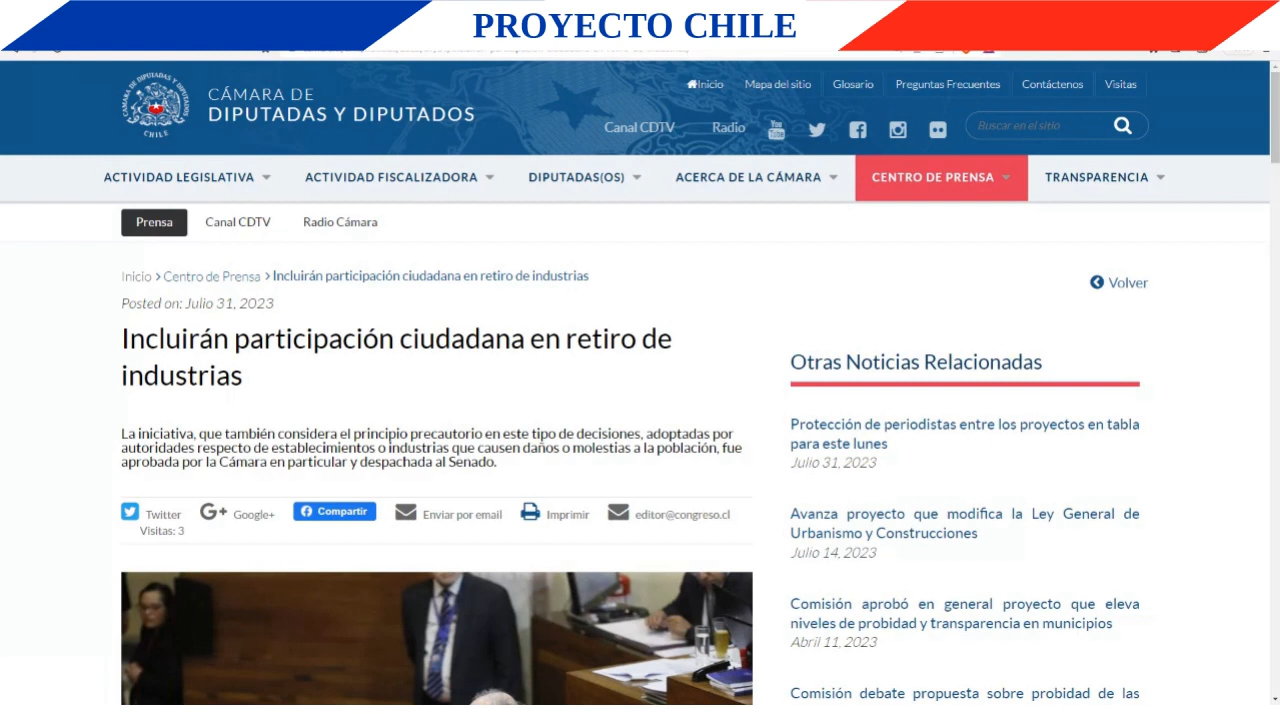 PROYECTO CHILE
CÁMARA DE DIPUTADAS Y DIPUTADOS CHILE
CÁMARA DE
DIPUTADAS Y DIPUTADOS
Inicio Mapa del sitio Glosario Preguntas Frecuentes Contáctenos Visitas
Canal CDTV Radio You Tube Buscar en el sitio
ACTIVIDAD LEGISLATIVA ACTIVIDAD FISCALIZADORA DIPUTADAS(OS) ACERCA DE LA CÁMARA CENTRO DE PRENSA TRANSPARENCIA
Prensa Canal CDTV Radio Cámara
Inicio > Centro de Prensa > Incluirán participación ciudadana en retiro de industrias
Volver
Posted on: Julio 31, 2023
Incluirán participación ciudadana en retiro de
industrias
La iniciativa, que también considera el principio precautorio en este tipo de decisiones, adoptadas por
autoridades respecto de establecimientos o industrias que causen daños o molestias a la población, fue
aprobada por la Cámara en particular y despachada al Senado.
Twitter G+ Google+ Compartir Enviar por email Imprimir editor@congreso.cl
Visitas: 3
Otras Noticias Relacionadas
Protección de periodistas entre los proyectos en tabla
para este lunes
Julio 31, 2023
Avanza proyecto que modifica la Ley General de
Urbanismo y Construcciones
Julio 14, 2023
Comisión aprobó en general proyecto que eleva
niveles de probidad y transparencia en municipios
Abril 11, 2023
Comisión debate propuesta sobre probidad de las